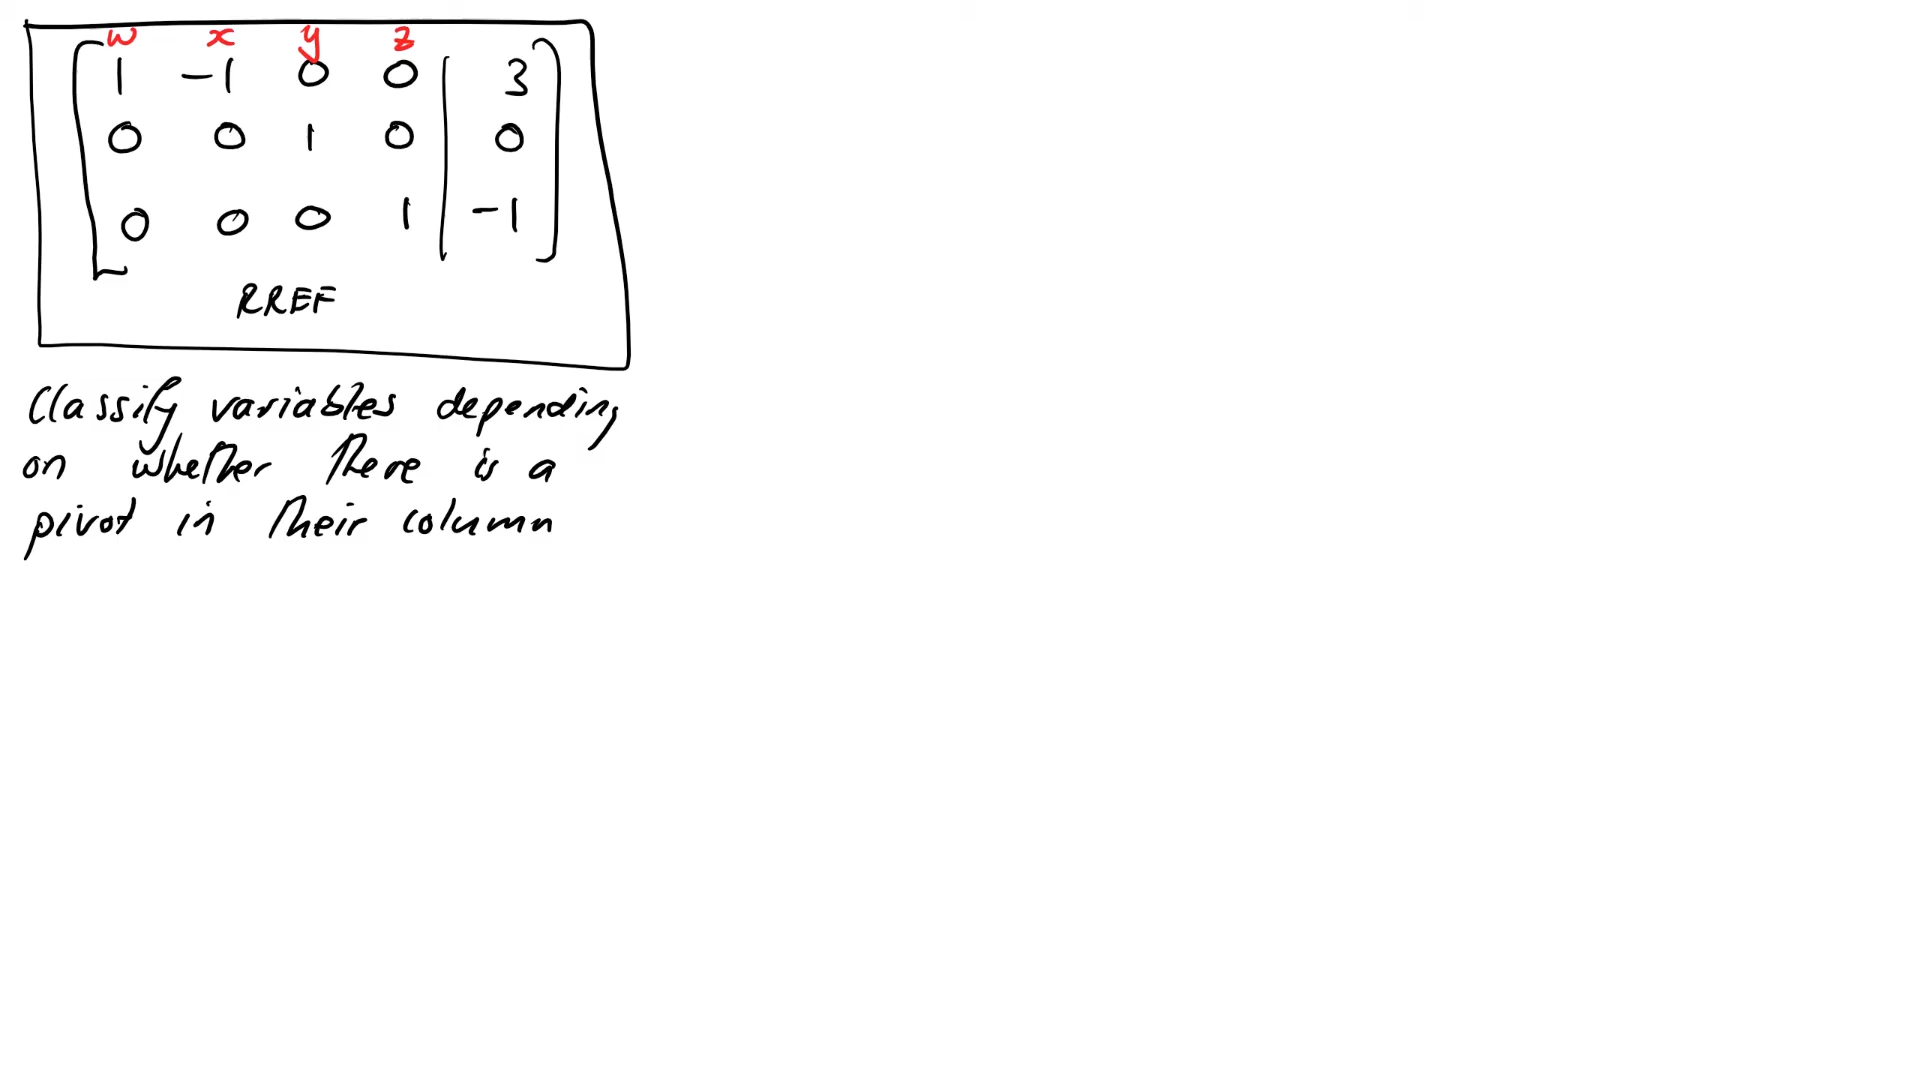 w x y z
1 -1 0 0 | 3
0 0 1 0 | 0
0 0 0 1 | -1
RREF
Classify variables depending
on whether there is a
pivot in their column